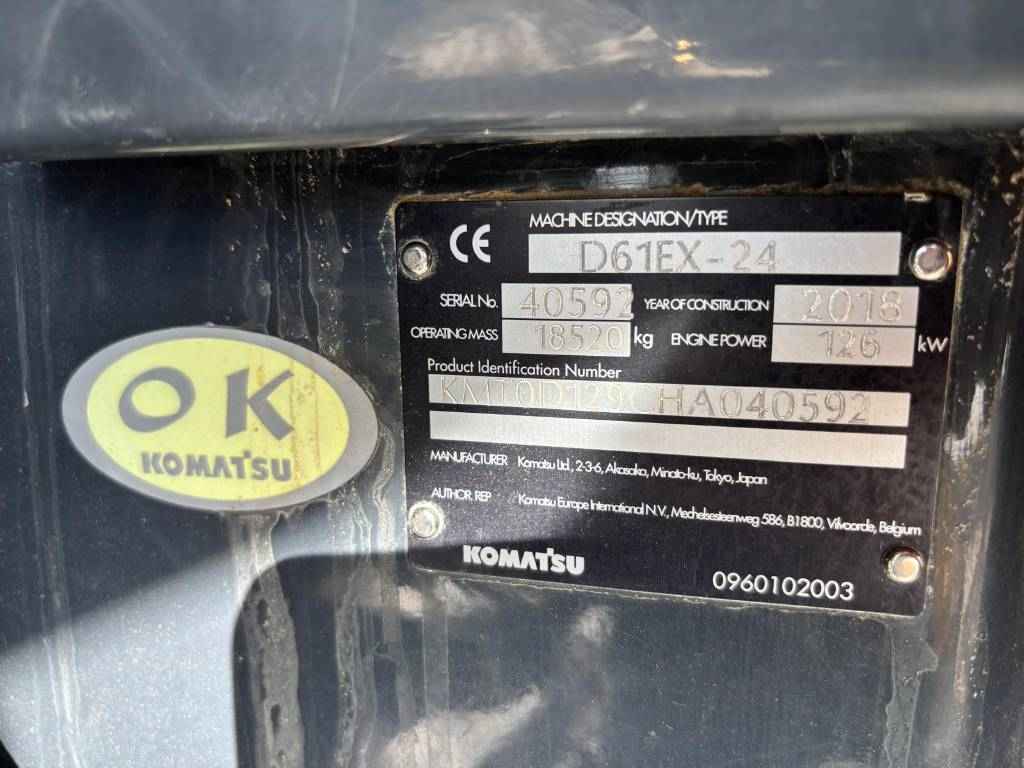 CE
MACHINE DESIGNATION/TYPE
D61EX-24
SERIAL No. 40592 YEAR OF CONSTRUCTION 2018
OPERATING MASS 18520 kg ENGINE POWER 126 kW
Product Identification Number
MANUFACTURER Komatsu Ltd., 2-3-6, Akasaka, Minato-ku, Tokyo, Japan
AUTHOR. REP Komatsu Europe International N.V., Mechelsesteenweg 586, B1800, Vilvoorde, Belgium
KOMATSU
0960102003
OK
KOMATSU